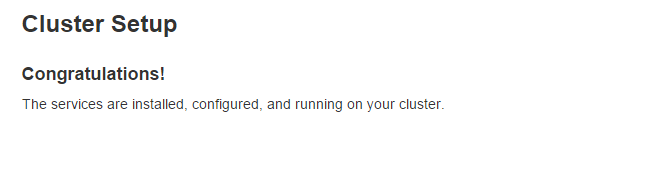 Cluster Setup
Congratulations!
The services are installed, configured, and running on your cluster.